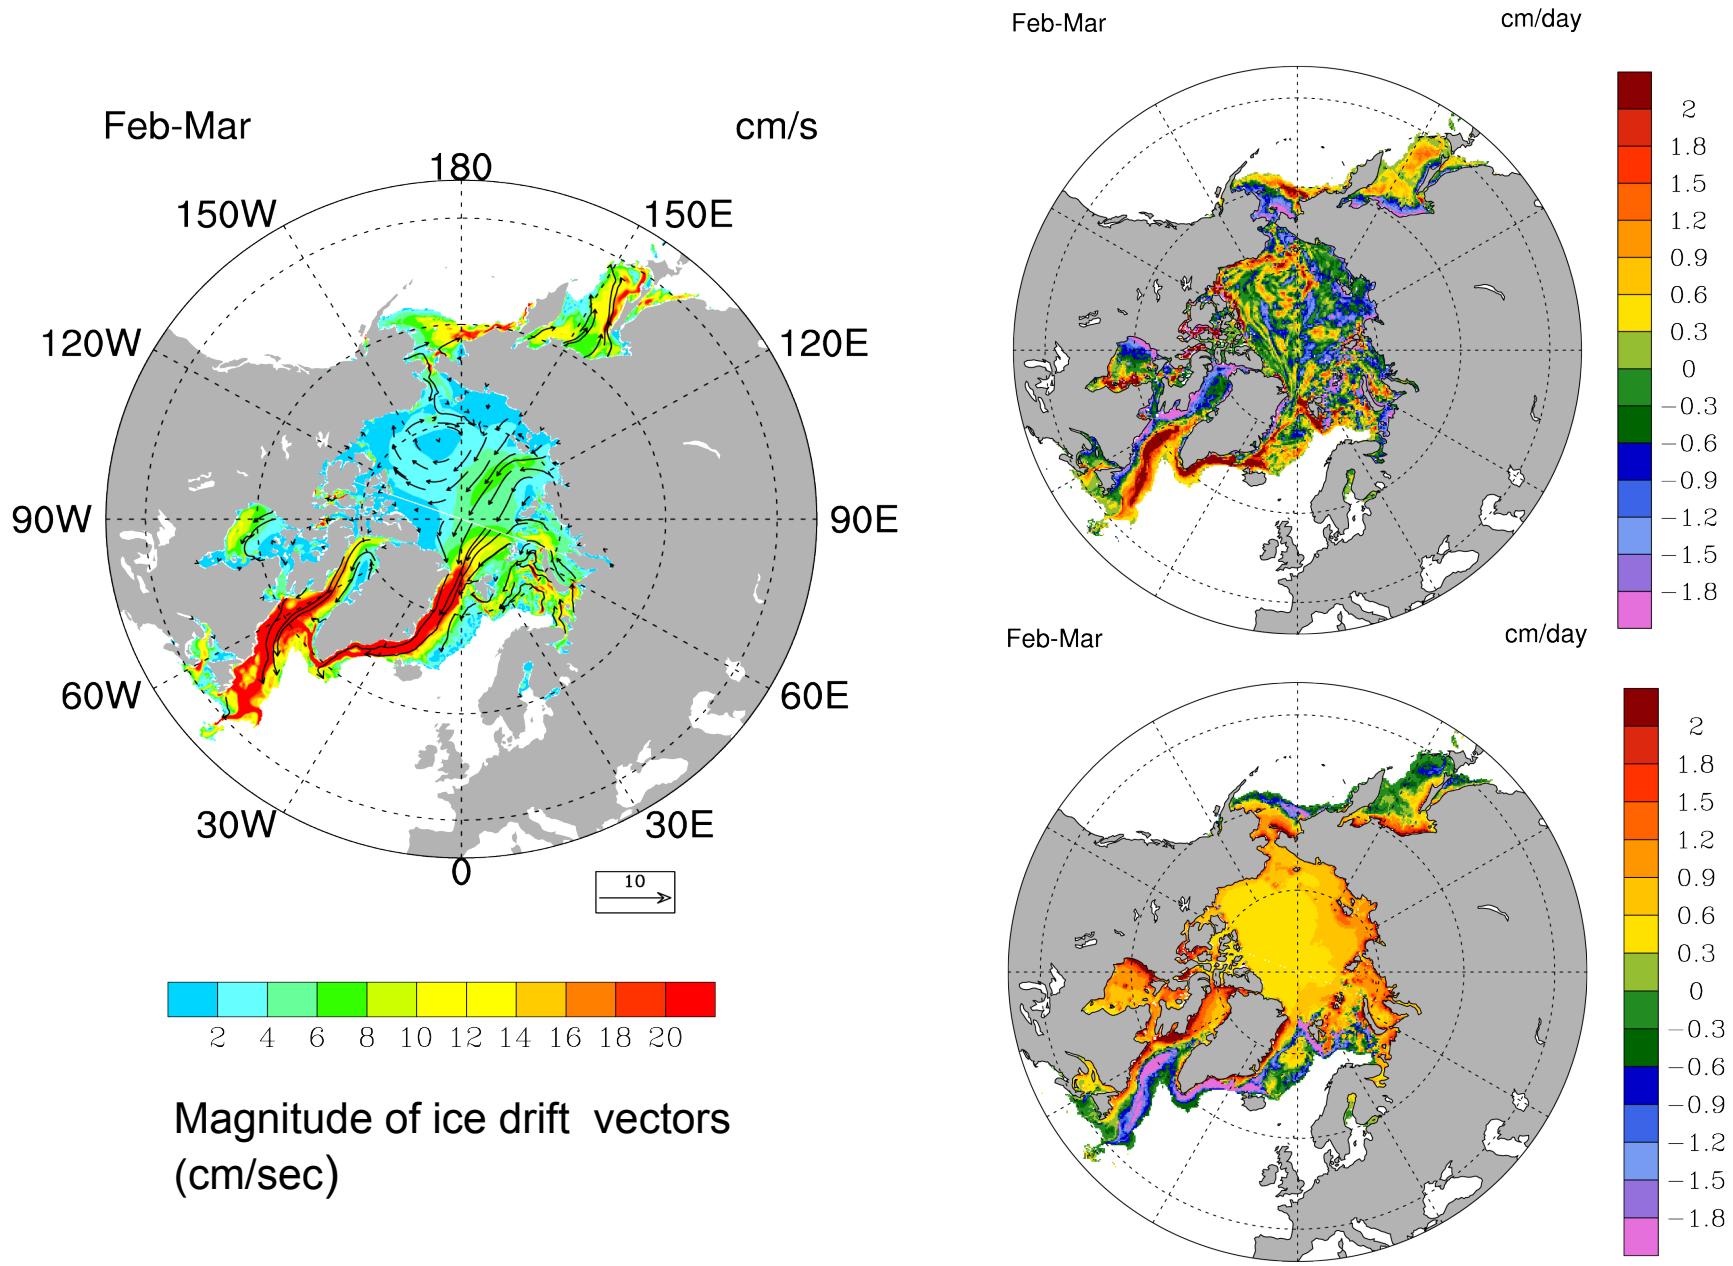 Feb-Mar cm/s
180
150W 150E
120W 120E
90W 90E
60W 60E
30W 30E
0
10
2 4 6 8 10 12 14 16 18 20
Magnitude of ice drift vectors
(cm/sec)
Feb-Mar cm/day
2
1.8
1.5
1.2
0.9
0.6
0.3
0
−0.3
−0.6
−0.9
−1.2
−1.5
−1.8
Feb-Mar cm/day
2
1.8
1.5
1.2
0.9
0.6
0.3
0
−0.3
−0.6
−0.9
−1.2
−1.5
−1.8